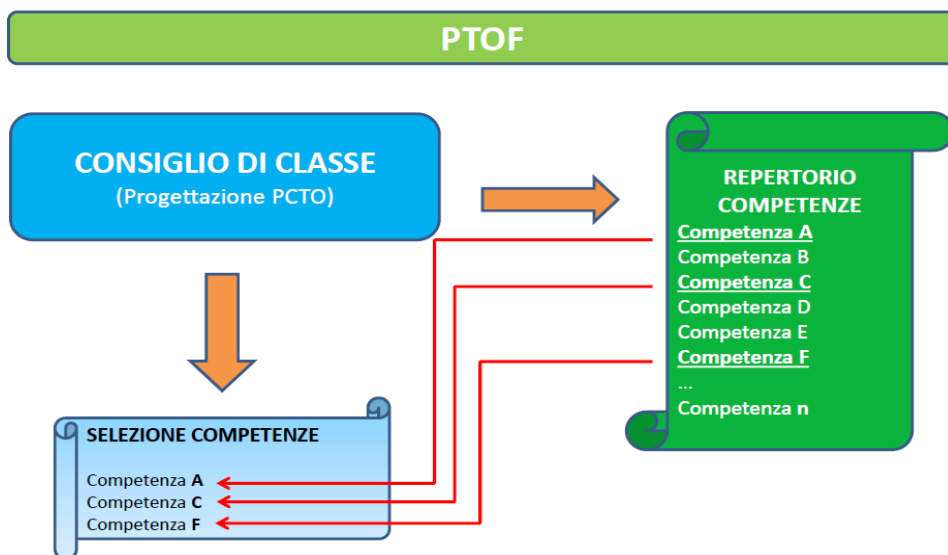 PTOF
CONSIGLIO DI CLASSE
(Progettazione PCTO)
REPERTORIO
COMPETENZE
Competenza A
Competenza B
Competenza C
Competenza D
Competenza E
Competenza F
...
Competenza n
SELEZIONE COMPETENZE
Competenza A
Competenza C
Competenza F